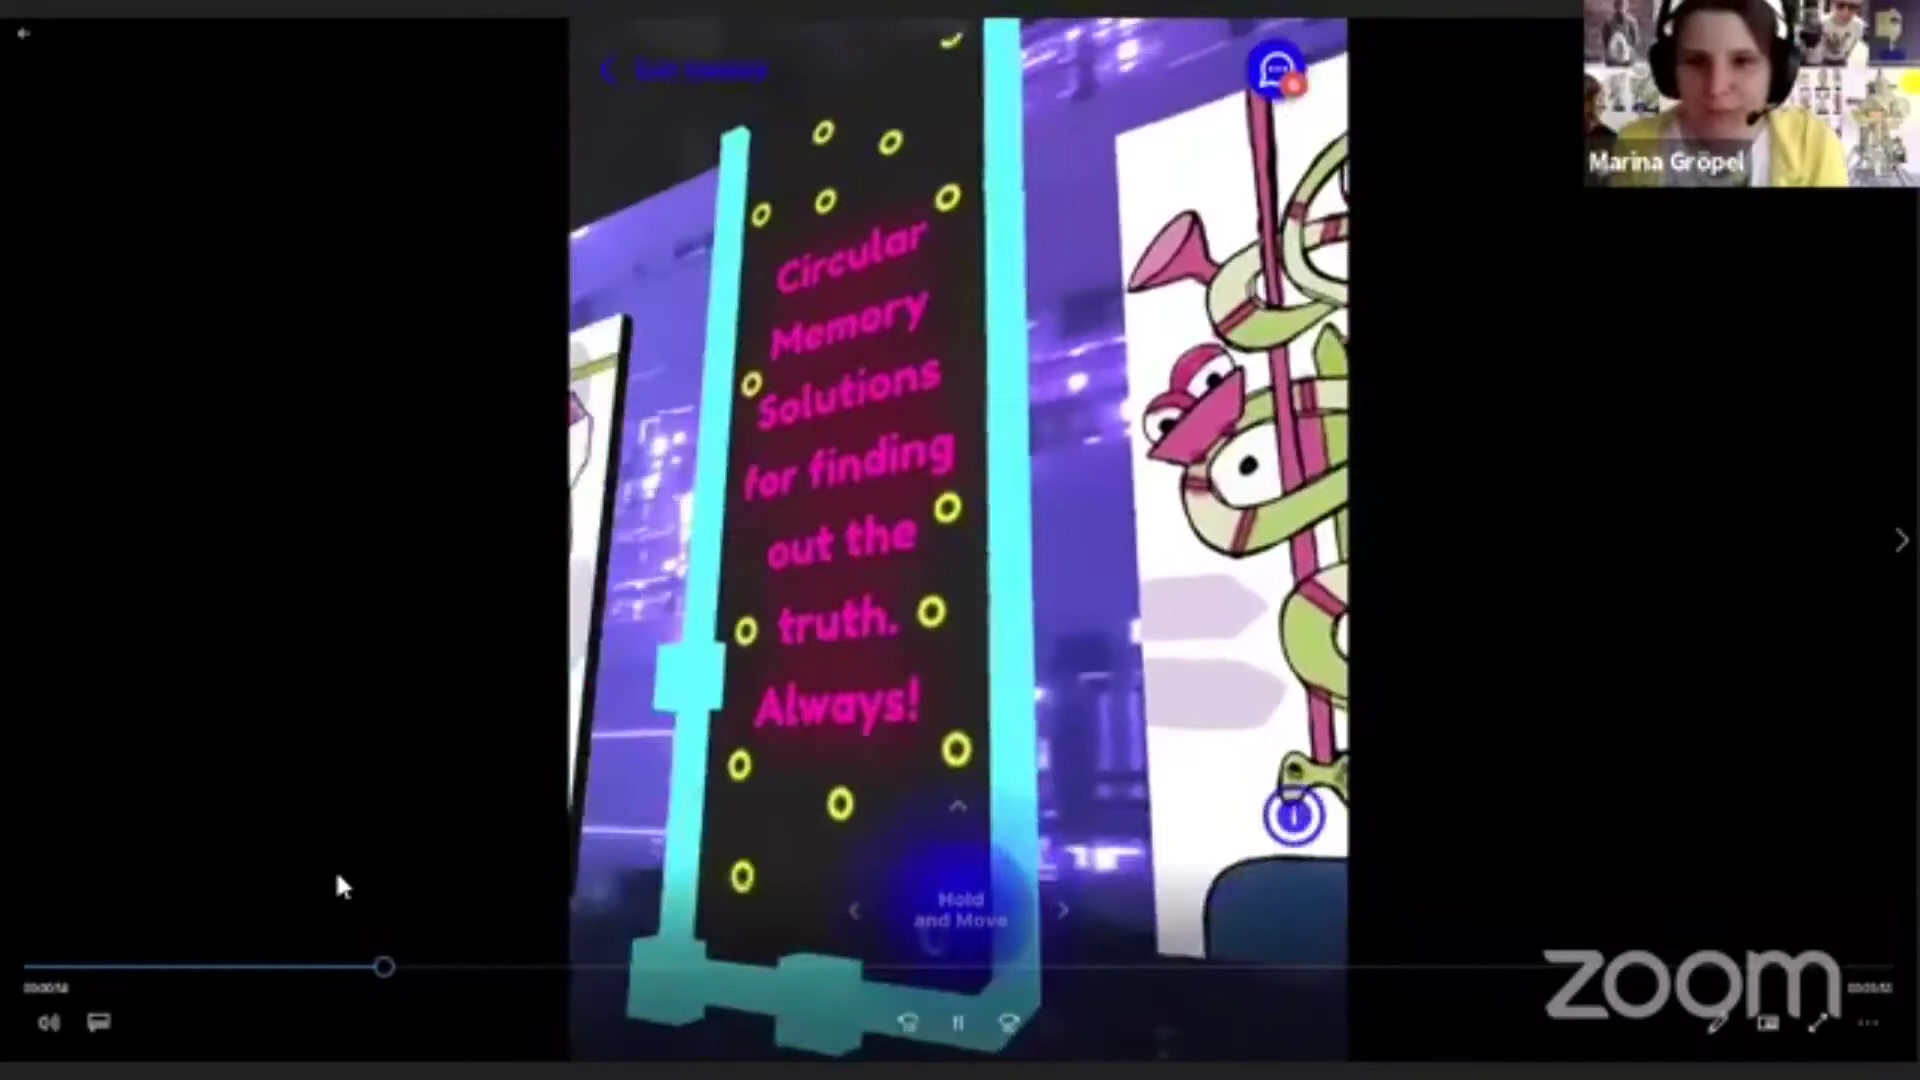 Marina Gröpel
Circular
Memory
Solutions
for finding
out the
truth.
Always!
Hold
and Move
zoom